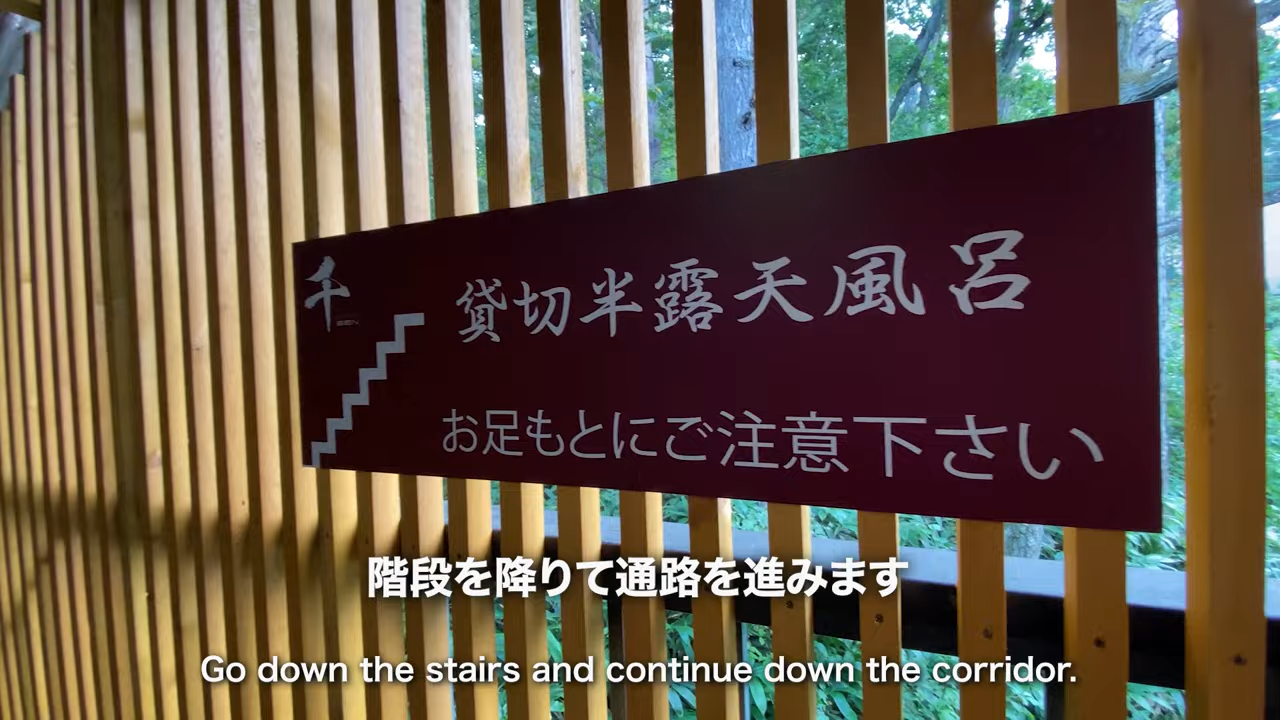 千
貸切半露天風呂
お足もとにご注意下さい
階段を降りて通路を進みます
Go down the stairs and continue down the corridor.